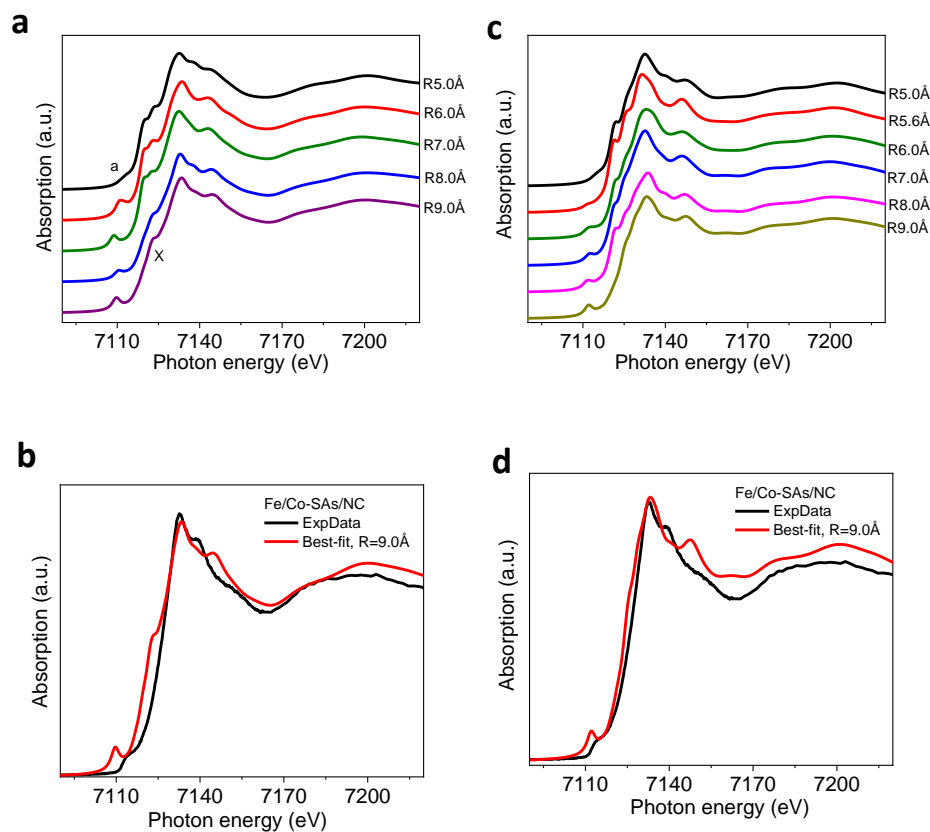 a
Absorption (a.u.)
a
X
R5.0Å
R6.0Å
R7.0Å
R8.0Å
R9.0Å
7110 7140 7170 7200
Photon energy (eV)
c
Absorption (a.u.)
R5.0Å
R5.6Å
R6.0Å
R7.0Å
R8.0Å
R9.0Å
7110 7140 7170 7200
Photon energy (eV)
b
Absorption (a.u.)
Fe/Co-SAs/NC
ExpData
Best-fit, R=9.0Å
7110 7140 7170 7200
Photon energy (eV)
d
Absorption (a.u.)
Fe/Co-SAs/NC
ExpData
Best-fit, R=9.0Å
7110 7140 7170 7200
Photon energy (eV)